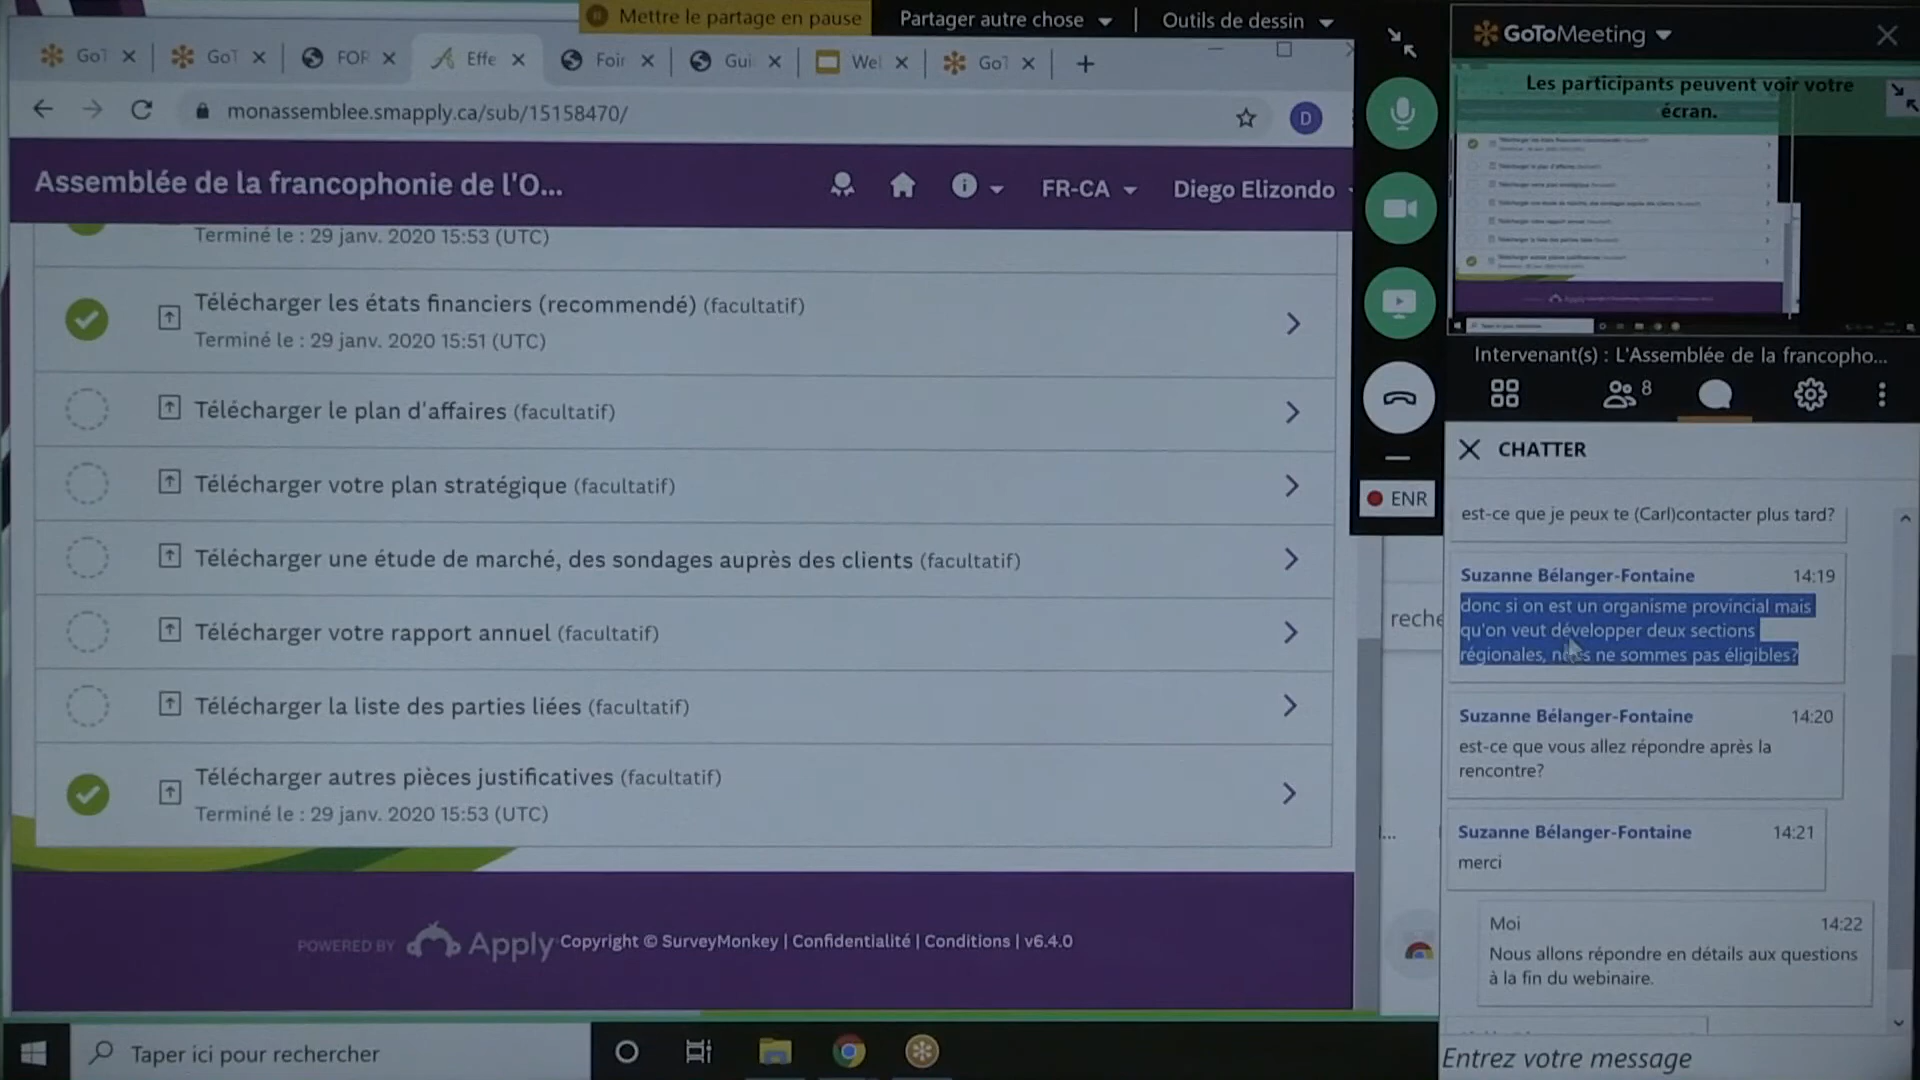 Mettre le partage en pause
Partager autre chose
Outils de dessin
GoTo
GoT
FOR
Effe
Foir
Gui
We
GoT
monassemblee.smapply.ca/sub/15158470/
D
Assemblée de la francophonie de l'O...
FR-CA
Diego Elizondo
Terminé le : 29 janv. 2020 15:53 (UTC)
Télécharger les états financiers (recommendé) (facultatif)
Terminé le : 29 janv. 2020 15:51 (UTC)
Télécharger le plan d'affaires (facultatif)
Télécharger votre plan stratégique (facultatif)
Télécharger une étude de marché, des sondages auprès des clients (facultatif)
Télécharger votre rapport annuel (facultatif)
Télécharger la liste des parties liées (facultatif)
Télécharger autres pièces justificatives (facultatif)
Terminé le : 29 janv. 2020 15:53 (UTC)
POWERED BY Apply Copyright © SurveyMonkey | Confidentialité | Conditions | v6.4.0
Taper ici pour rechercher
ENR
reche
GoToMeeting
Les participants peuvent voir votre
écran.
Intervenant(s) : L'Assemblée de la francopho...
8
CHATTER
est-ce que je peux te (Carl)contacter plus tard?
Suzanne Bélanger-Fontaine 14:19
donc si on est un organisme provincial mais
qu'on veut développer deux sections
régionales, nous ne sommes pas éligibles?
Suzanne Bélanger-Fontaine 14:20
est-ce que vous allez répondre après la
rencontre?
Suzanne Bélanger-Fontaine 14:21
merci
Moi 14:22
Nous allons répondre en détails aux questions
à la fin du webinaire.
Entrez votre message